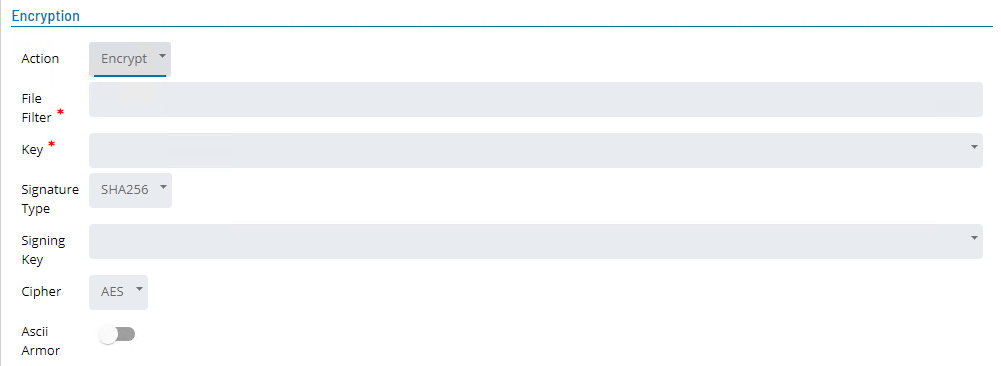 Encryption
Action Encrypt
File
Filter *
Key *
Signature SHA256
Type
Signing
Key
Cipher AES
Ascii
Armor